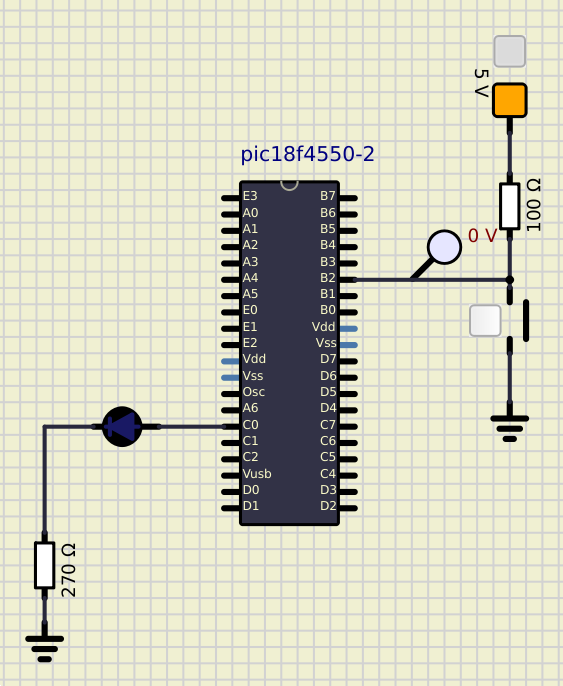 5 V
pic18f4550-2
100 Ω
0 V
E3 B7
A0 B6
A1 B5
A2 B4
A3 B3
A4 B2
A5 B1
E0 B0
E1 Vdd
E2 Vss
Vdd D7
Vss D6
Osc D5
A6 D4
C0 C7
C1 C6
C2 C5
Vusb C4
D0 D3
D1 D2
270 Ω